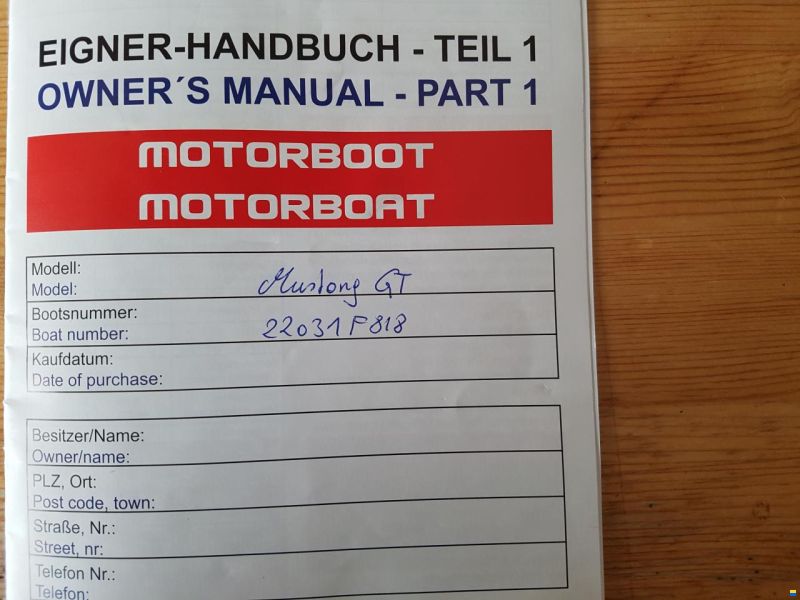 EIGNER-HANDBUCH - TEIL 1
OWNER´S MANUAL - PART 1
MOTORBOOT
MOTORBOAT
Modell:
Model: Mustang GT
Bootsnummer:
Boat number: 22031F818
Kaufdatum:
Date of purchase:
Besitzer/Name:
Owner/name:
PLZ, Ort:
Post code, town:
Straße, Nr.:
Street, nr:
Telefon Nr.:
Telefon: